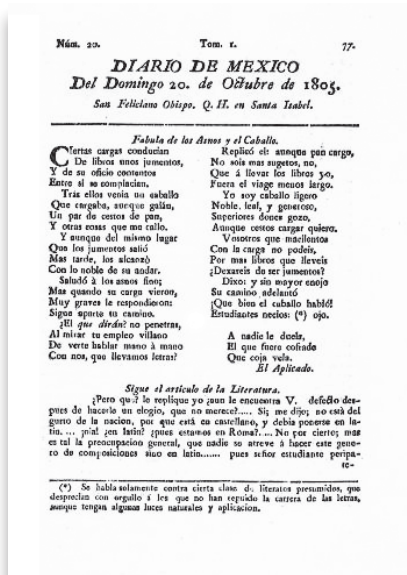 Núm. 20. Tom. 1. 77.
DIARIO DE MEXICO
Del Domingo 20. de Octubre de 1805.
San Feliciano Obispo. Q. H. en Santa Isabel.
Fabula de los Asnos y el Caballo.
Ciertas cargas conducian
De libros unos jumentos,
Y de su oficio contentos
Entre sí se complacian.
Tras ellos venia un caballo
Que cargaba, aunque galán,
Un par de cestos de pan,
Y otras cosas que me callo.
Y aunque del mismo lugar
Que los jumentos salió
Mas tarde, los alcanzó
Con lo noble de su andar.
Saludó á los asnos fino;
Mas quando su carga vieron,
Muy graves le respondieron:
Sigue aparte tu camino.
¿El que dirán? no penetras,
Al mirar tu empleo villano
De verte hablar mano á mano
Con nos, que llevamos letras?
Replicó él: aunque pan cargo,
No sois mas sugetos, no,
Que á llevar los libros yo,
Fuera el viage menos largo.
Yo soy caballo ligero
Noble, leal, y generoso,
Superiores dones gozo,
Aunque cestos cargar quiero.
Vosotros que macilentos
Con la carga no podeis,
Por mas libros que lleveis
¿Dexareis de ser jumentos?
Dixo: y sin mayor enojo
Su camino adelantó
¡Que bien el caballo habló!
Estudiantes necios: (*) ojo.
A nadie le duela,
El que fuere cofrade
Que coja vela.
El Aplicado.
Sigue el articulo de la Literatura.
¿Pero qué? le replique yo ¿aun le encuentra V. defecto des-
pues de hacerle un elogio, que no merece?.... Si; me dijo; no está del
gusto de la nacion, por que está en castellano, y debia ponerse en la-
tin.... ¡ola! ¿en latin? ¿pues estamos en Roma?.... No por cierto; mas
es tal la preocupacion general, que nadie se atreve á hacer este gene-
ro de composiciones sino en latin....... pues señor estudiante peripa-
te-
(*) Se habla solamente contra cierta clase de literatos presumidos, que
desprecian con orgullo á los que no han seguido la carrera de las letras,
aunque tengan algunas luces naturales y aplicacion.